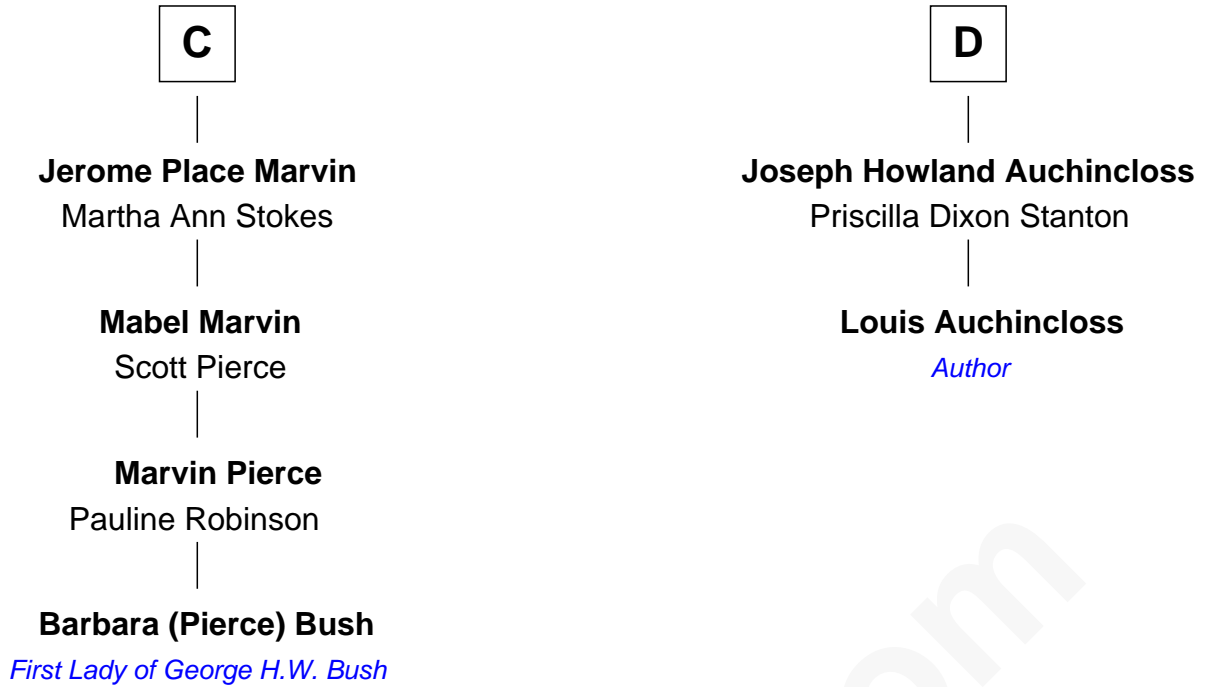 C
Jerome Place Marvin
Martha Ann Stokes
Mabel Marvin
Scott Pierce
Marvin Pierce
Pauline Robinson
Barbara (Pierce) Bush
First Lady of George H.W. Bush
D
Joseph Howland Auchincloss
Priscilla Dixon Stanton
Louis Auchincloss
Author
om